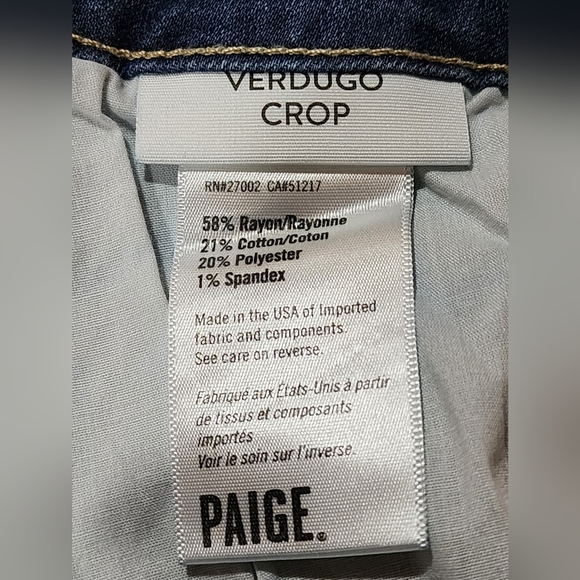 VERDUGO
CROP
RN#27002 CA#51217
58% Rayon/Rayonne
21% Cotton/Coton
20% Polyester
1% Spandex
Made in the USA of Imported
fabric and components.
See care on reverse.
Fabriqué aux États-Unis à partir
de tissus et composants
importés
Voir le soin sur l'inverse.
PAIGE.